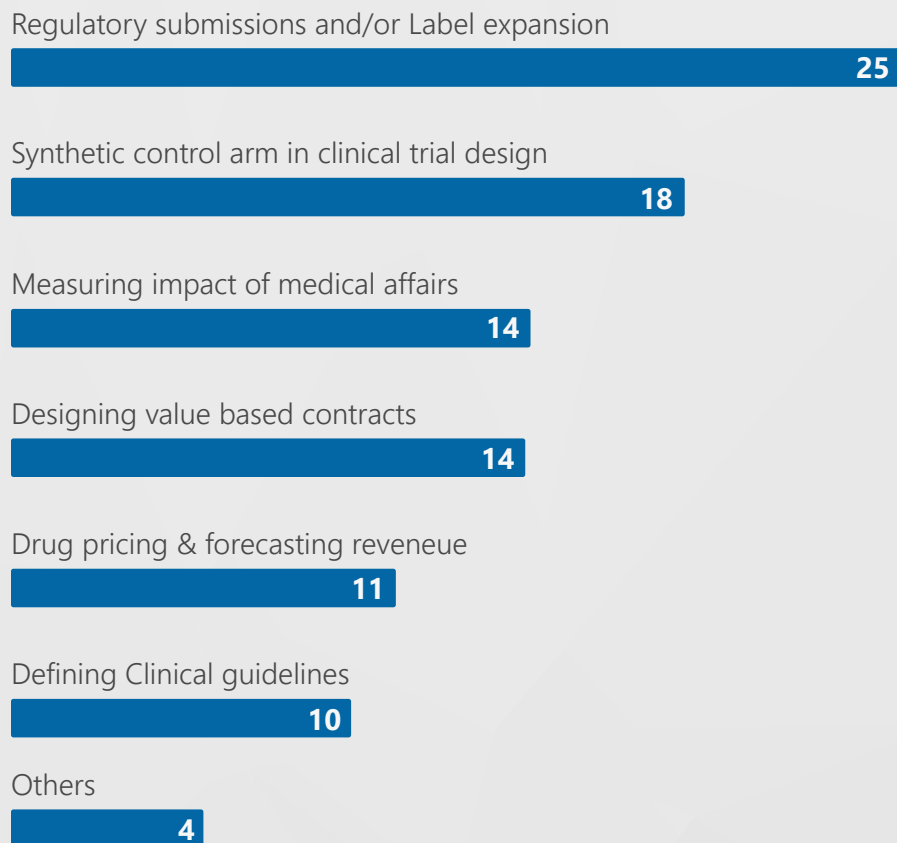 Regulatory submissions and/or Label expansion
25
Synthetic control arm in clinical trial design
18
Measuring impact of medical affairs
14
Designing value based contracts
14
Drug pricing & forecasting reveneue
11
Defining Clinical guidelines
10
Others
4